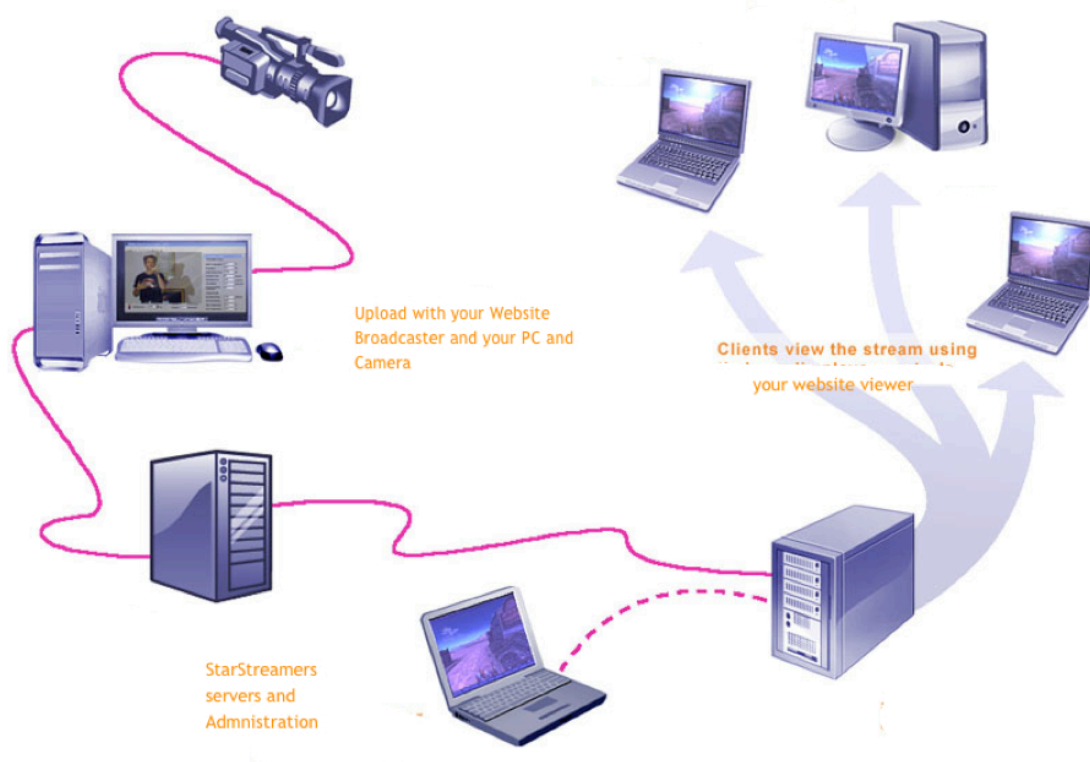 Upload with your Website
Broadcaster and your PC and
Camera
Clients view the stream using
your website viewer
StarStreamers
servers and
Admnistration